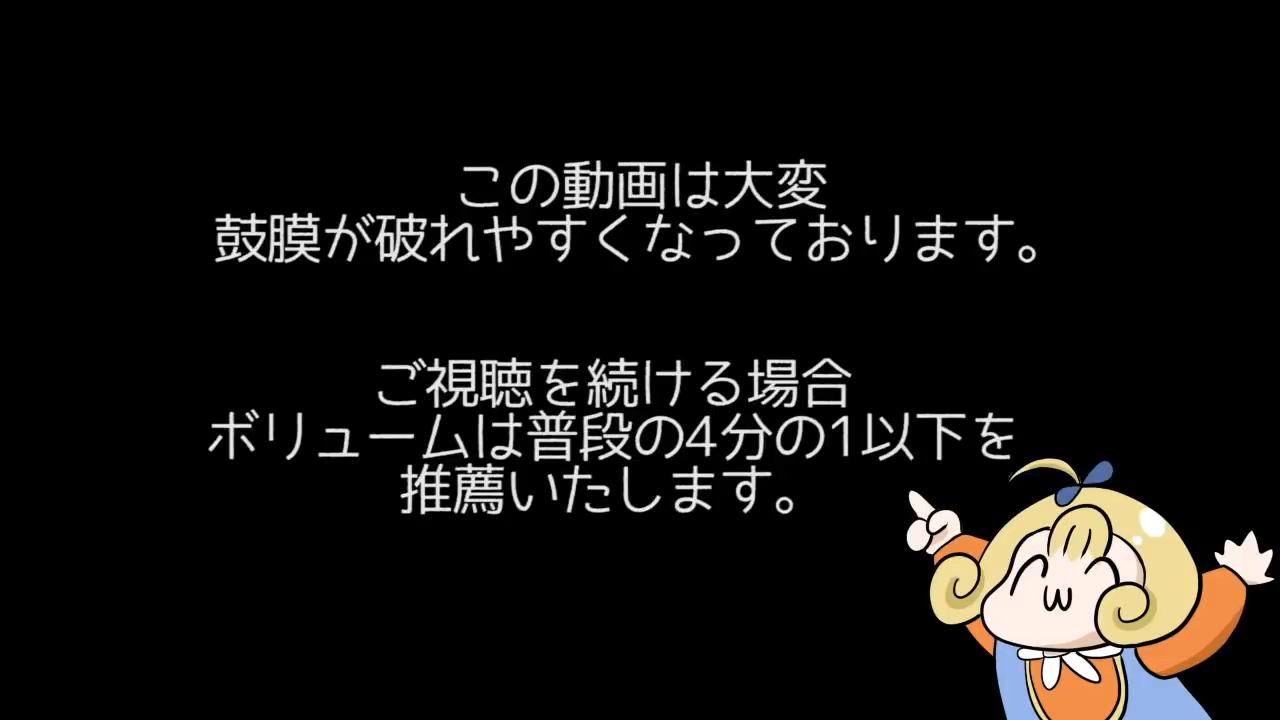 この動画は大変
鼓膜が破れやすくなっております。
ご視聴を続ける場合
ボリュームは普段の4分の1以下を
推薦いたします。